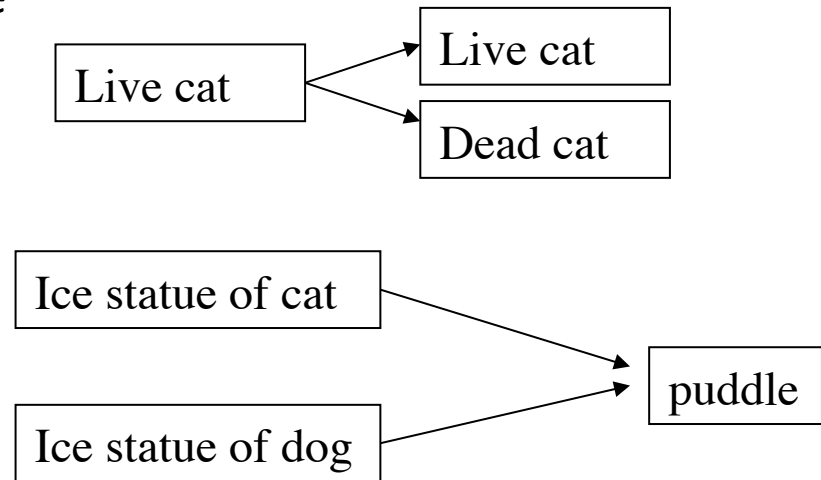 Live cat
Live cat
Dead cat
Ice statue of cat
puddle
Ice statue of dog